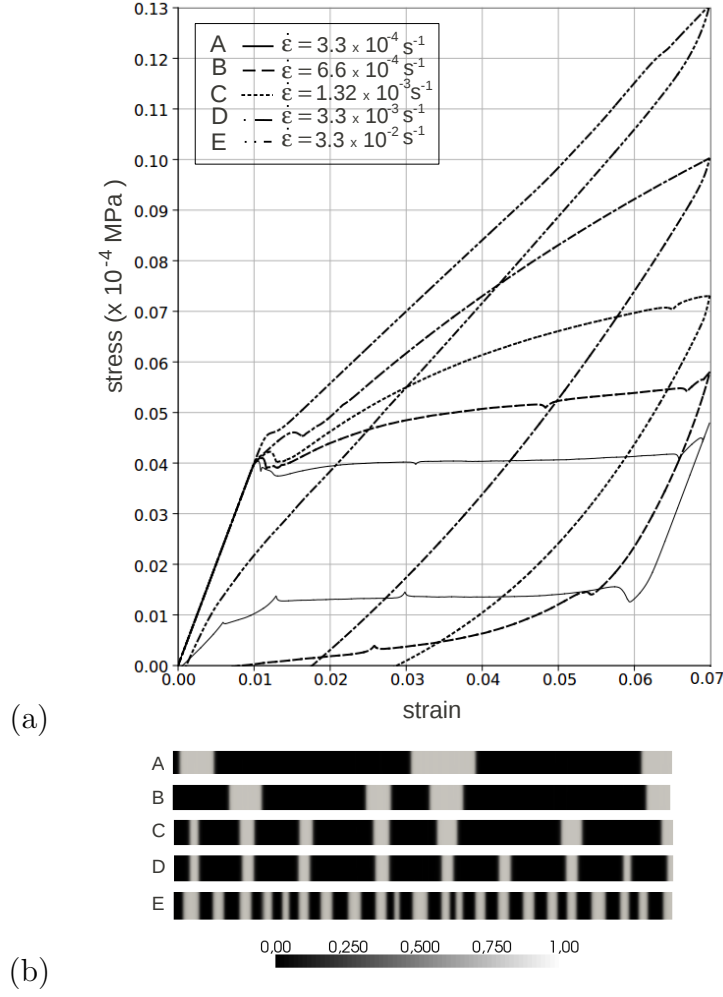 0.13
0.12
0.11
0.10
0.09
0.08
0.07
0.06
0.05
0.04
0.03
0.02
0.01
0.00
stress (x 10⁻⁴ MPa )
A ε̇ = 3.3 x 10⁻⁴ s⁻¹
B ε̇ = 6.6 x 10⁻⁴ s⁻¹
C ε̇ = 1.32 x 10⁻³ s⁻¹
D ε̇ = 3.3 x 10⁻³ s⁻¹
E ε̇ = 3.3 x 10⁻² s⁻¹
0.00 0.01 0.02 0.03 0.04 0.05 0.06 0.07
strain
(a)
A
B
C
D
E
0,00 0,250 0,500 0,750 1,00
(b)